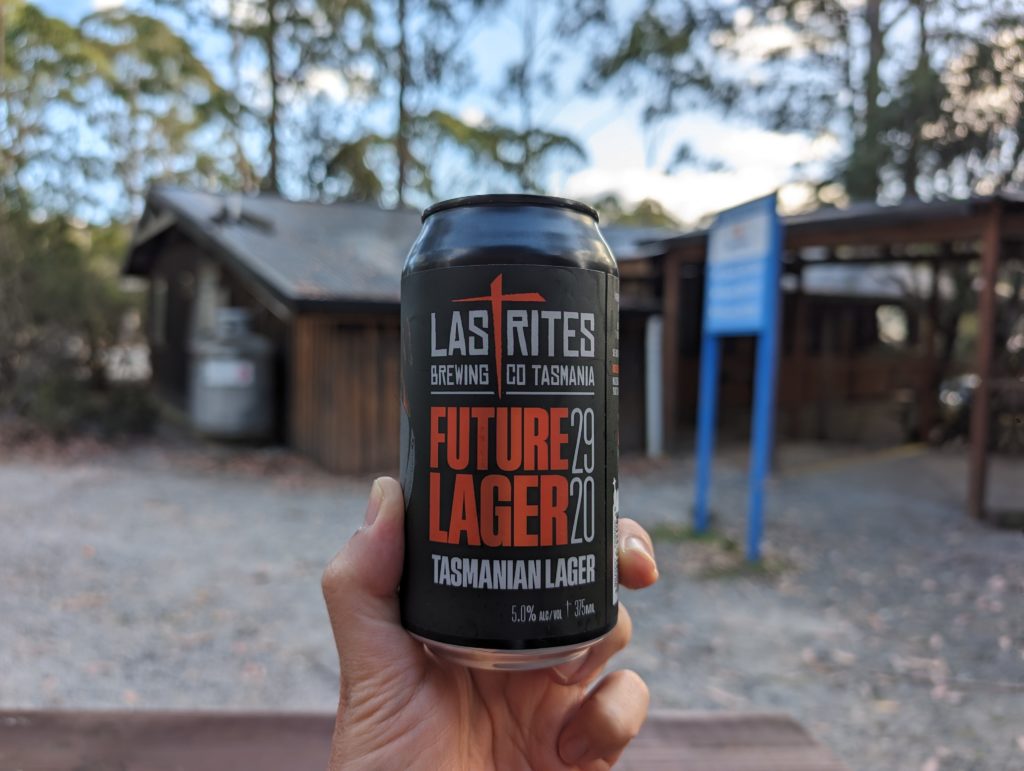 LAST RITES
BREWING CO TASMANIA
FUTURE 29
LAGER 20
TASMANIAN LAGER
5.0% ALC/VOL † 375ML